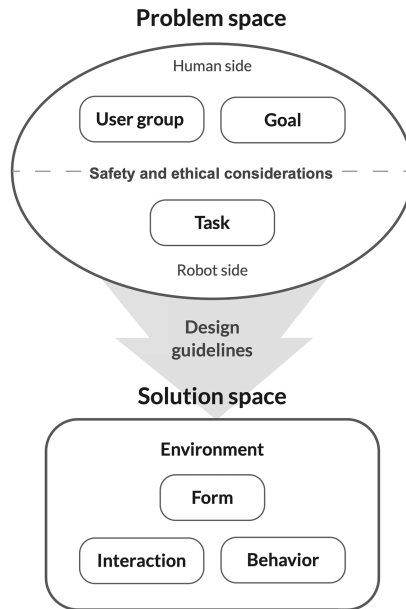 Problem space
Human side
User group
Goal
Safety and ethical considerations
Task
Robot side
Design
guidelines
Solution space
Environment
Form
Interaction
Behavior